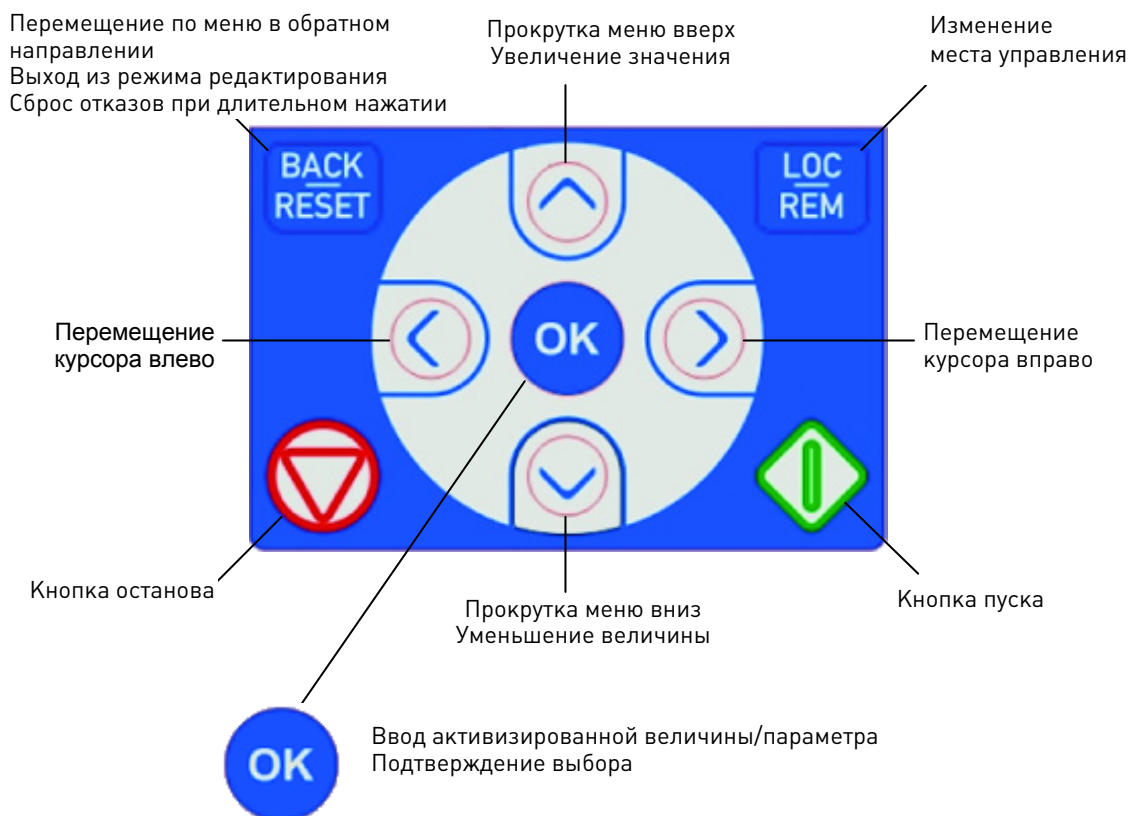 Перемещение по меню в обратном
направлении
Выход из режима редактирования
Сброс отказов при длительном нажатии
Прокрутка меню вверх
Увеличение значения
Изменение
места управления
BACK
RESET
LOC
REM
Перемещение
курсора влево
OK
Перемещение
курсора вправо
Кнопка останова
Прокрутка меню вниз
Уменьшение величины
Кнопка пуска
OK
Ввод активизированной величины/параметра
Подтверждение выбора